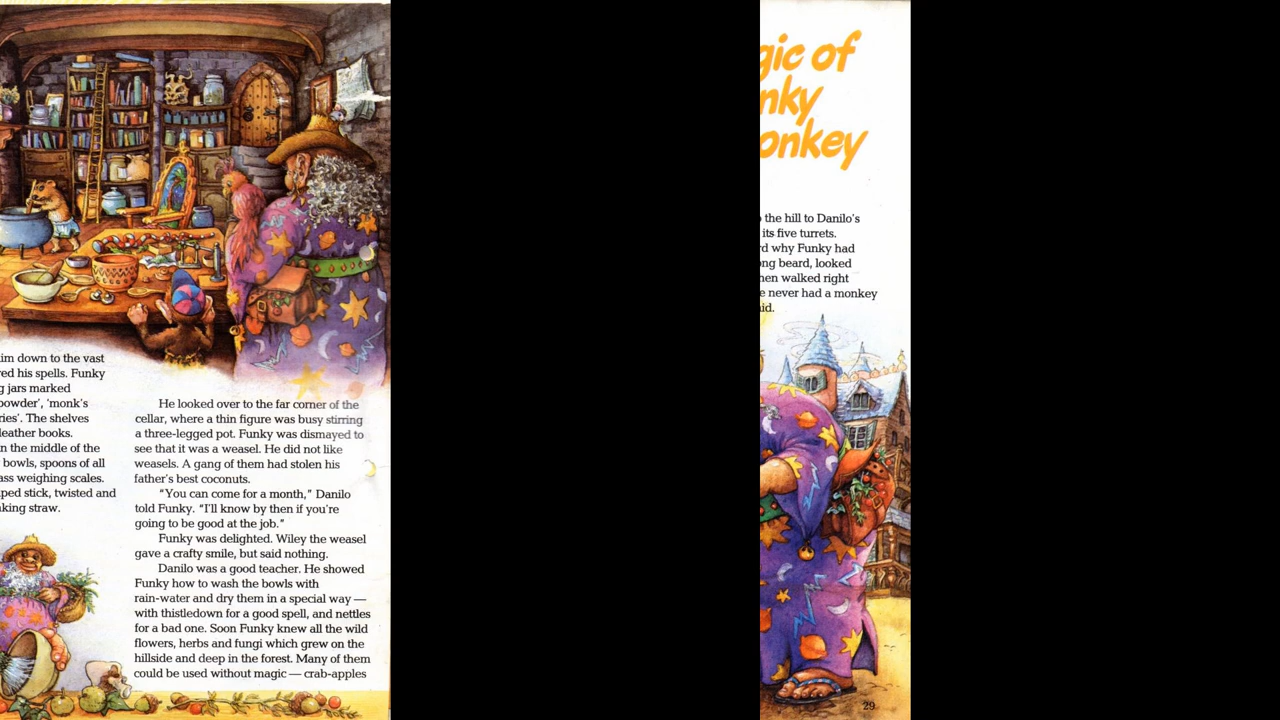 im down to the vast
ed his spells. Funky
g jars marked
powder', 'monk's
ries'. The shelves
leather books.
n the middle of the
bowls, spoons of all
ass weighing scales.
ped stick, twisted and
king straw.
He looked over to the far corner of the
cellar, where a thin figure was busy stirring
a three-legged pot. Funky was dismayed to
see that it was a weasel. He did not like
weasels. A gang of them had stolen his
father's best coconuts.
"You can come for a month," Danilo
told Funky. "I'll know by then if you're
going to be good at the job."
Funky was delighted. Wiley the weasel
gave a crafty smile, but said nothing.
Danilo was a good teacher. He showed
Funky how to wash the bowls with
rain-water and dry them in a special way —
with thistledown for a good spell, and nettles
for a bad one. Soon Funky knew all the wild
flowers, herbs and fungi which grew on the
hillside and deep in the forest. Many of them
could be used without magic — crab-apples
gic of
nky
onkey
the hill to Danilo's
its five turrets.
rd why Funky had
ong beard, looked
hen walked right
e never had a monkey
id.
29